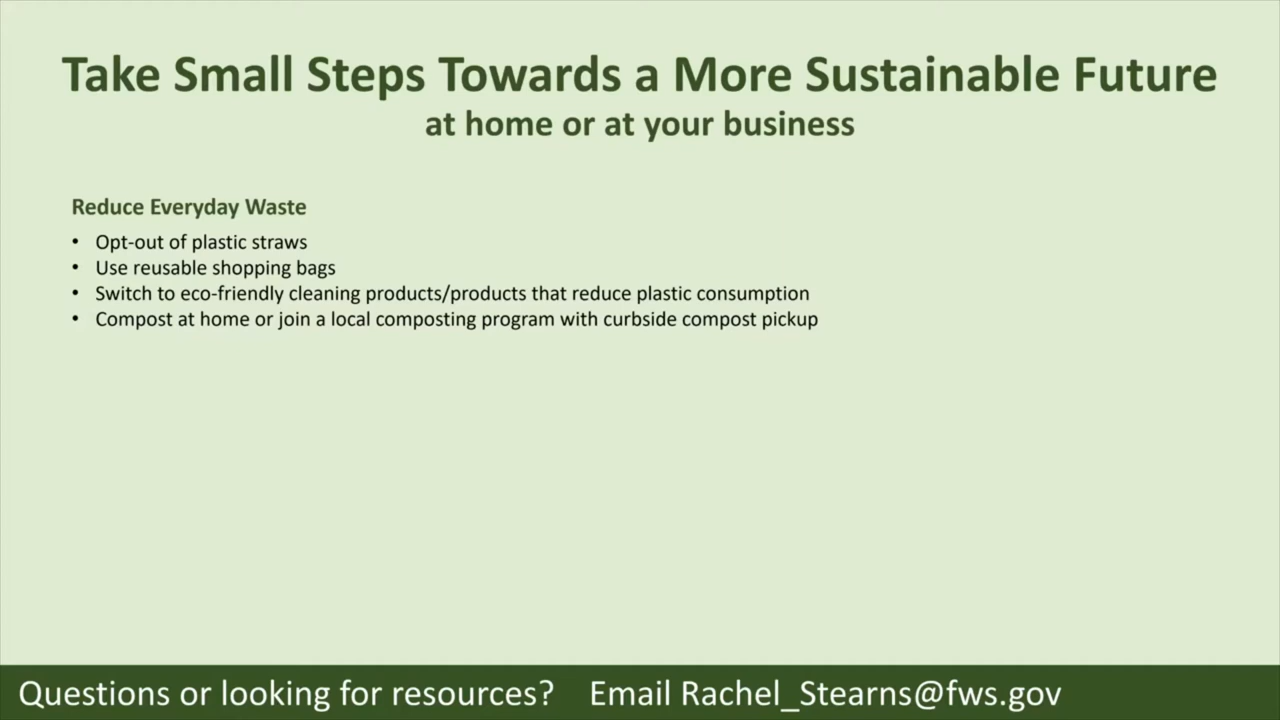 Take Small Steps Towards a More Sustainable Future
at home or at your business
Reduce Everyday Waste
• Opt-out of plastic straws
• Use reusable shopping bags
• Switch to eco-friendly cleaning products/products that reduce plastic consumption
• Compost at home or join a local composting program with curbside compost pickup
Questions or looking for resources? Email Rachel_Stearns@fws.gov